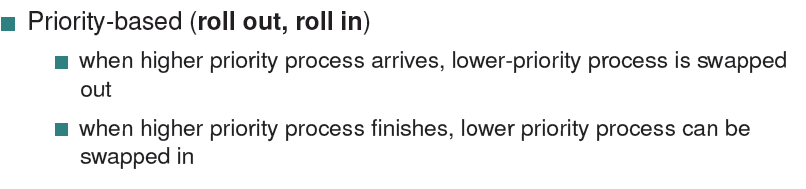 Priority-based (roll out, roll in)
when higher priority process arrives, lower-priority process is swapped
out
when higher priority process finishes, lower priority process can be
swapped in